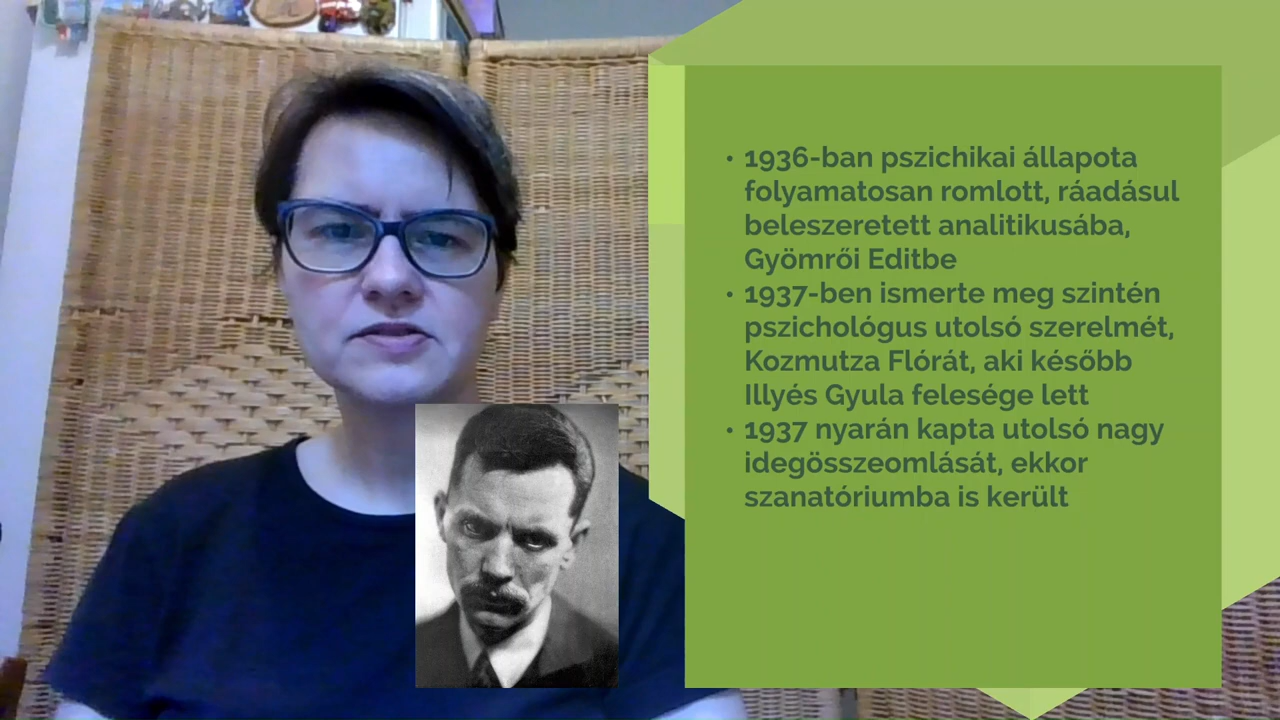 • 1936-ban pszichikai állapota
folyamatosan romlott, ráadásul
beleszeretett analitikusába,
Gyömrői Editbe
• 1937-ben ismerte meg szintén
pszichológus utolsó szerelmét,
Kozmutza Flórát, aki később
Illyés Gyula felesége lett
• 1937 nyarán kapta utolsó nagy
idegösszeomlását, ekkor
szanatóriumba is került